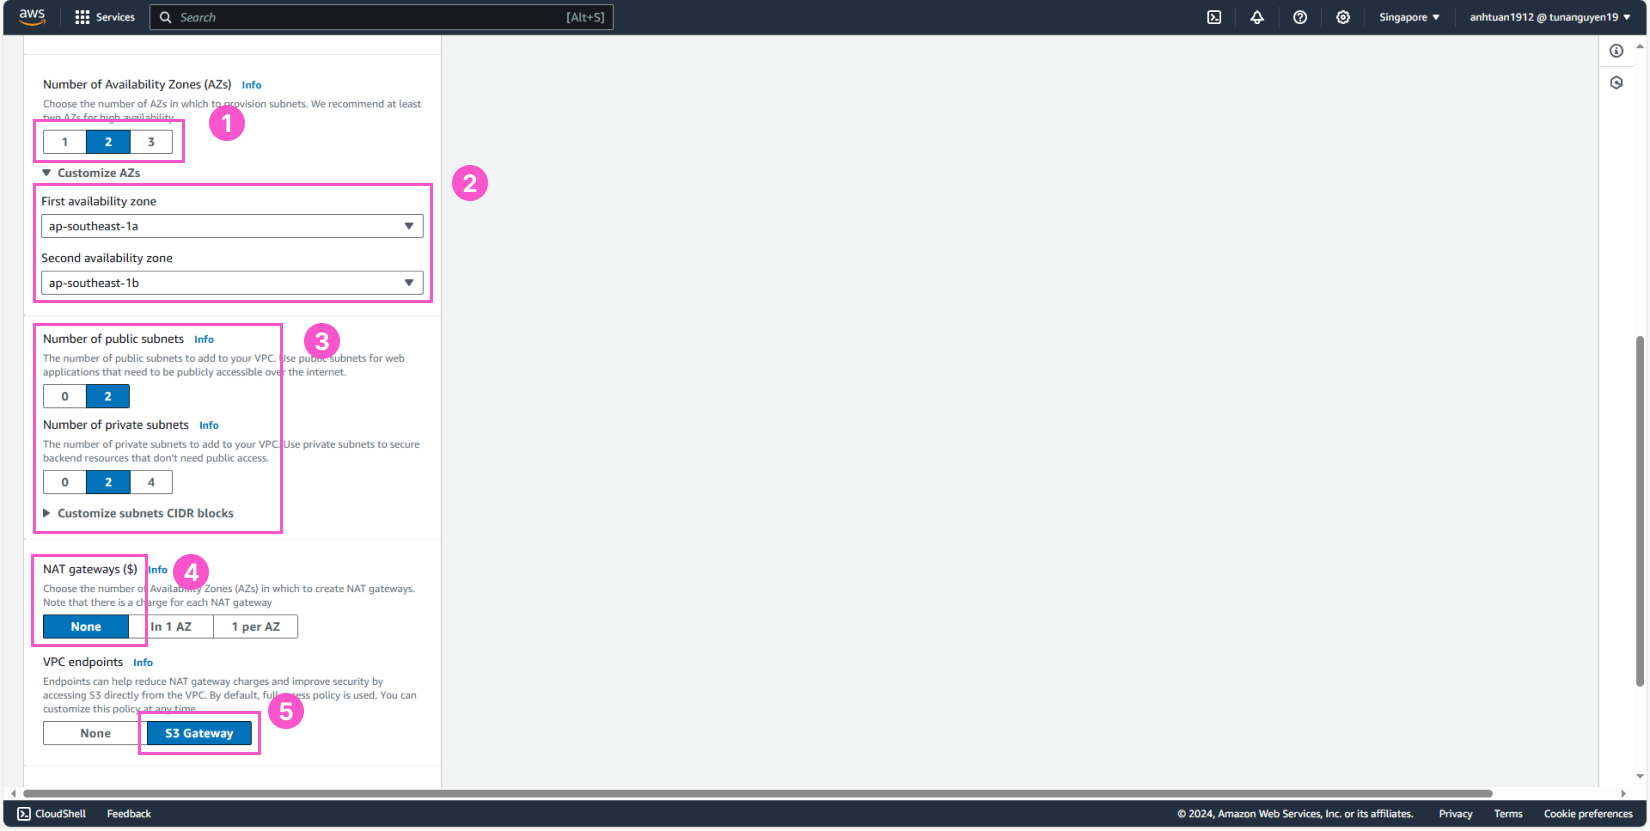 aws
Services
Search
[Alt+S]
Singapore ▼
anhtuan1912 @ tunanguyen19 ▼
Number of Availability Zones (AZs) Info
Choose the number of AZs in which to provision subnets. We recommend at least
two AZs for high availability.
1
1 2 3
▼ Customize AZs
2
First availability zone
ap-southeast-1a
Second availability zone
ap-southeast-1b
Number of public subnets Info
3
The number of public subnets to add to your VPC. Use public subnets for web
applications that need to be publicly accessible over the internet.
0 2
Number of private subnets Info
The number of private subnets to add to your VPC. Use private subnets to secure
backend resources that don't need public access.
0 2 4
Customize subnets CIDR blocks
NAT gateways ($) Info
4
Choose the number of Availability Zones (AZs) in which to create NAT gateways.
Note that there is a charge for each NAT gateway
None In 1 AZ 1 per AZ
VPC endpoints Info
Endpoints can help reduce NAT gateway charges and improve security by
accessing S3 directly from the VPC. By default, full access policy is used. You can
customize this policy at any time.
5
None S3 Gateway
CloudShell Feedback
© 2024, Amazon Web Services, Inc. or its affiliates. Privacy Terms Cookie preferences